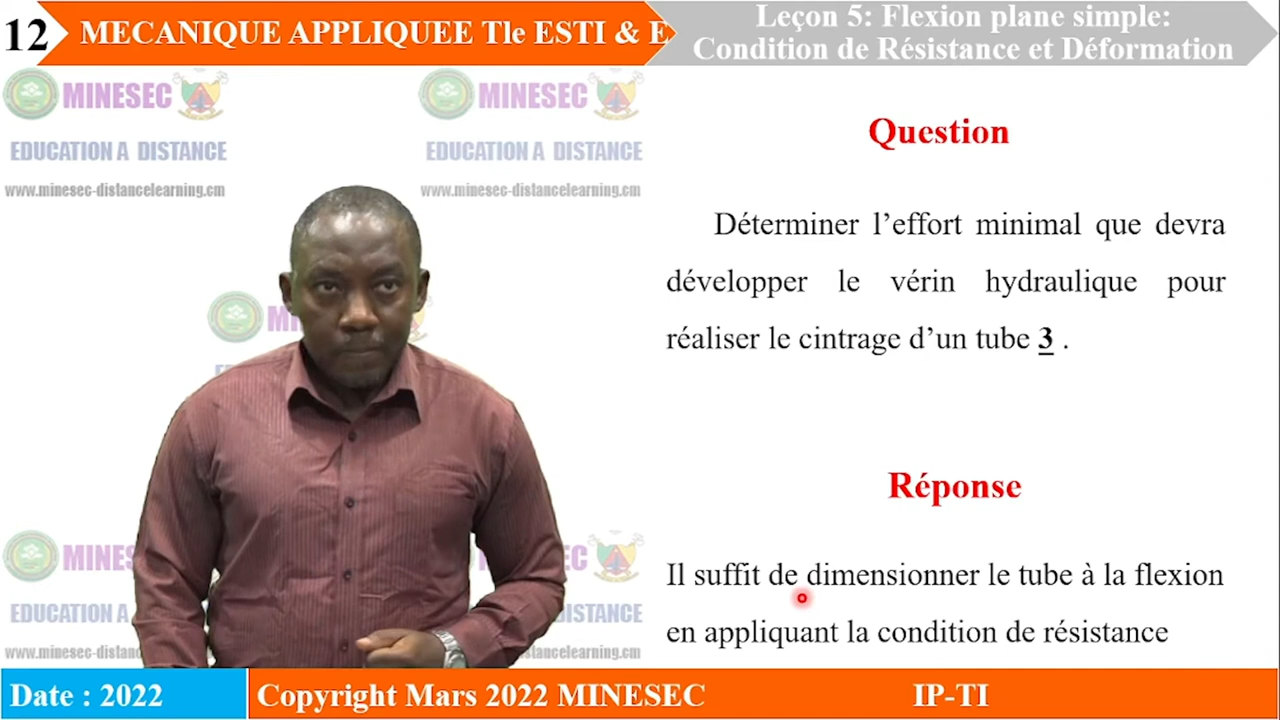 12
MECANIQUE APPLIQUEE Tle ESTI & E
Leçon 5: Flexion plane simple:
Condition de Résistance et Déformation
MINESEC
MINESEC
EDUCATION A DISTANCE
EDUCATION A DISTANCE
www.minesec-distancelearning.cm
www.minesec-distancelearning.cm
Question
Déterminer l’effort minimal que devra
développer le vérin hydraulique pour
réaliser le cintrage d’un tube 3 .
Réponse
Il suffit de dimensionner le tube à la flexion
en appliquant la condition de résistance
Date : 2022
Copyright Mars 2022 MINESEC
IP-TI